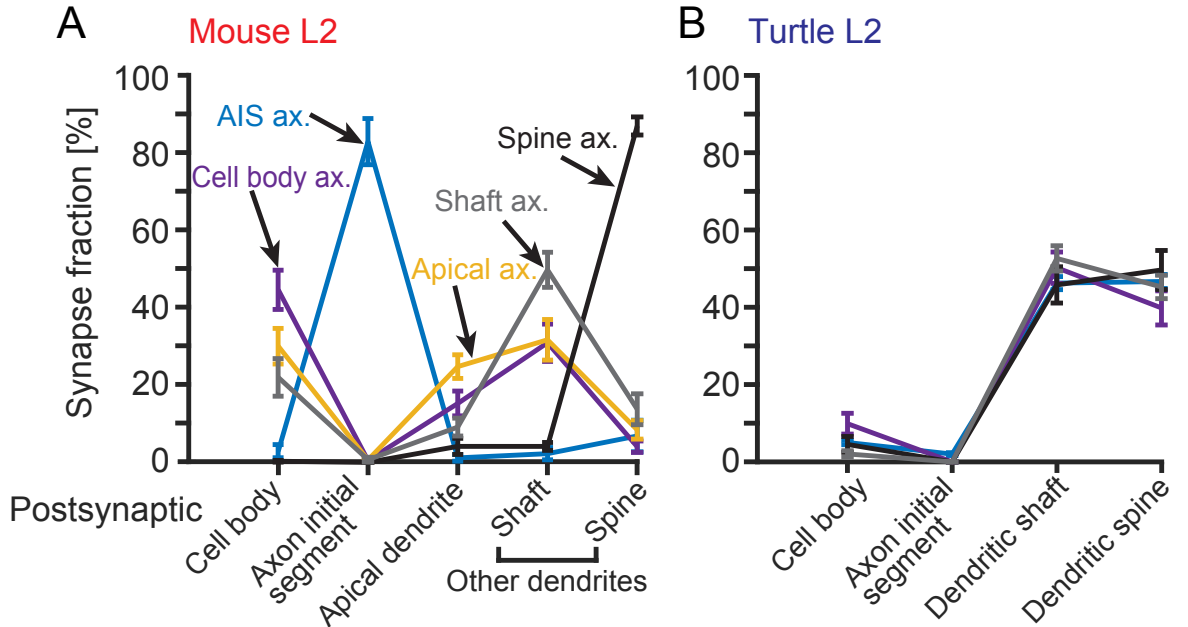 A
Mouse L2
B
Turtle L2
Synapse fraction [%]
100
80
60
40
20
0
AIS ax.
Cell body ax.
Spine ax.
Shaft ax.
Apical ax.
Postsynaptic
Cell body
Axon initial
segment
Apical dendrite
Shaft
Spine
Other dendrites
100
80
60
40
20
0
Cell body
Axon initial
segment
Dendritic shaft
Dendritic spine